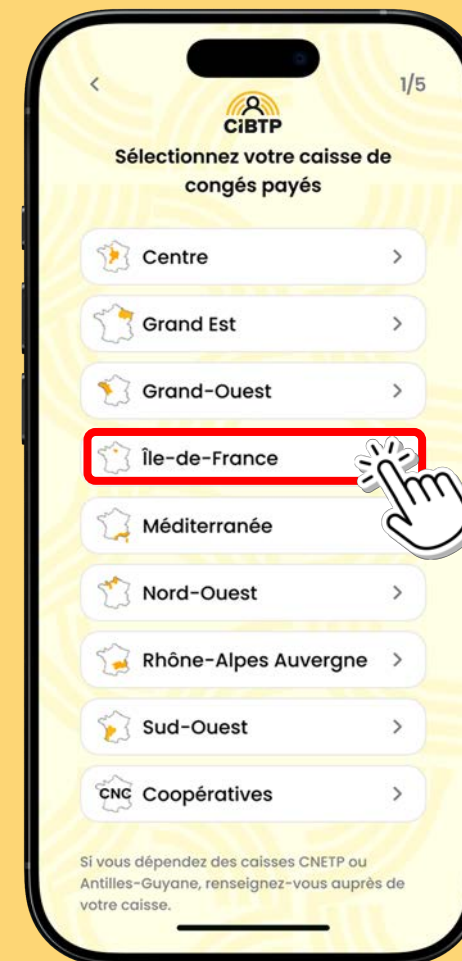 1/5
CiBTP
Sélectionnez votre caisse de
congés payés
Centre
Grand Est
Grand-Ouest
Île-de-France
Méditerranée
Nord-Ouest
Rhône-Alpes Auvergne
Sud-Ouest
CNC Coopératives
Si vous dépendez des caisses CNETP ou
Antilles-Guyane, renseignez-vous auprès de
votre caisse.